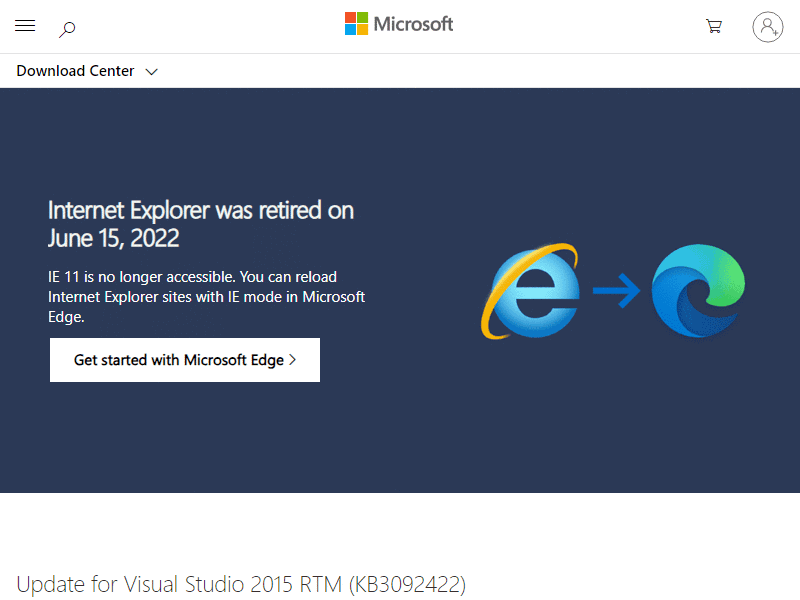 Microsoft
Download Center
Internet Explorer was retired on
June 15, 2022
IE 11 is no longer accessible. You can reload
Internet Explorer sites with IE mode in Microsoft
Edge.
Get started with Microsoft Edge
Update for Visual Studio 2015 RTM (KB3092422)